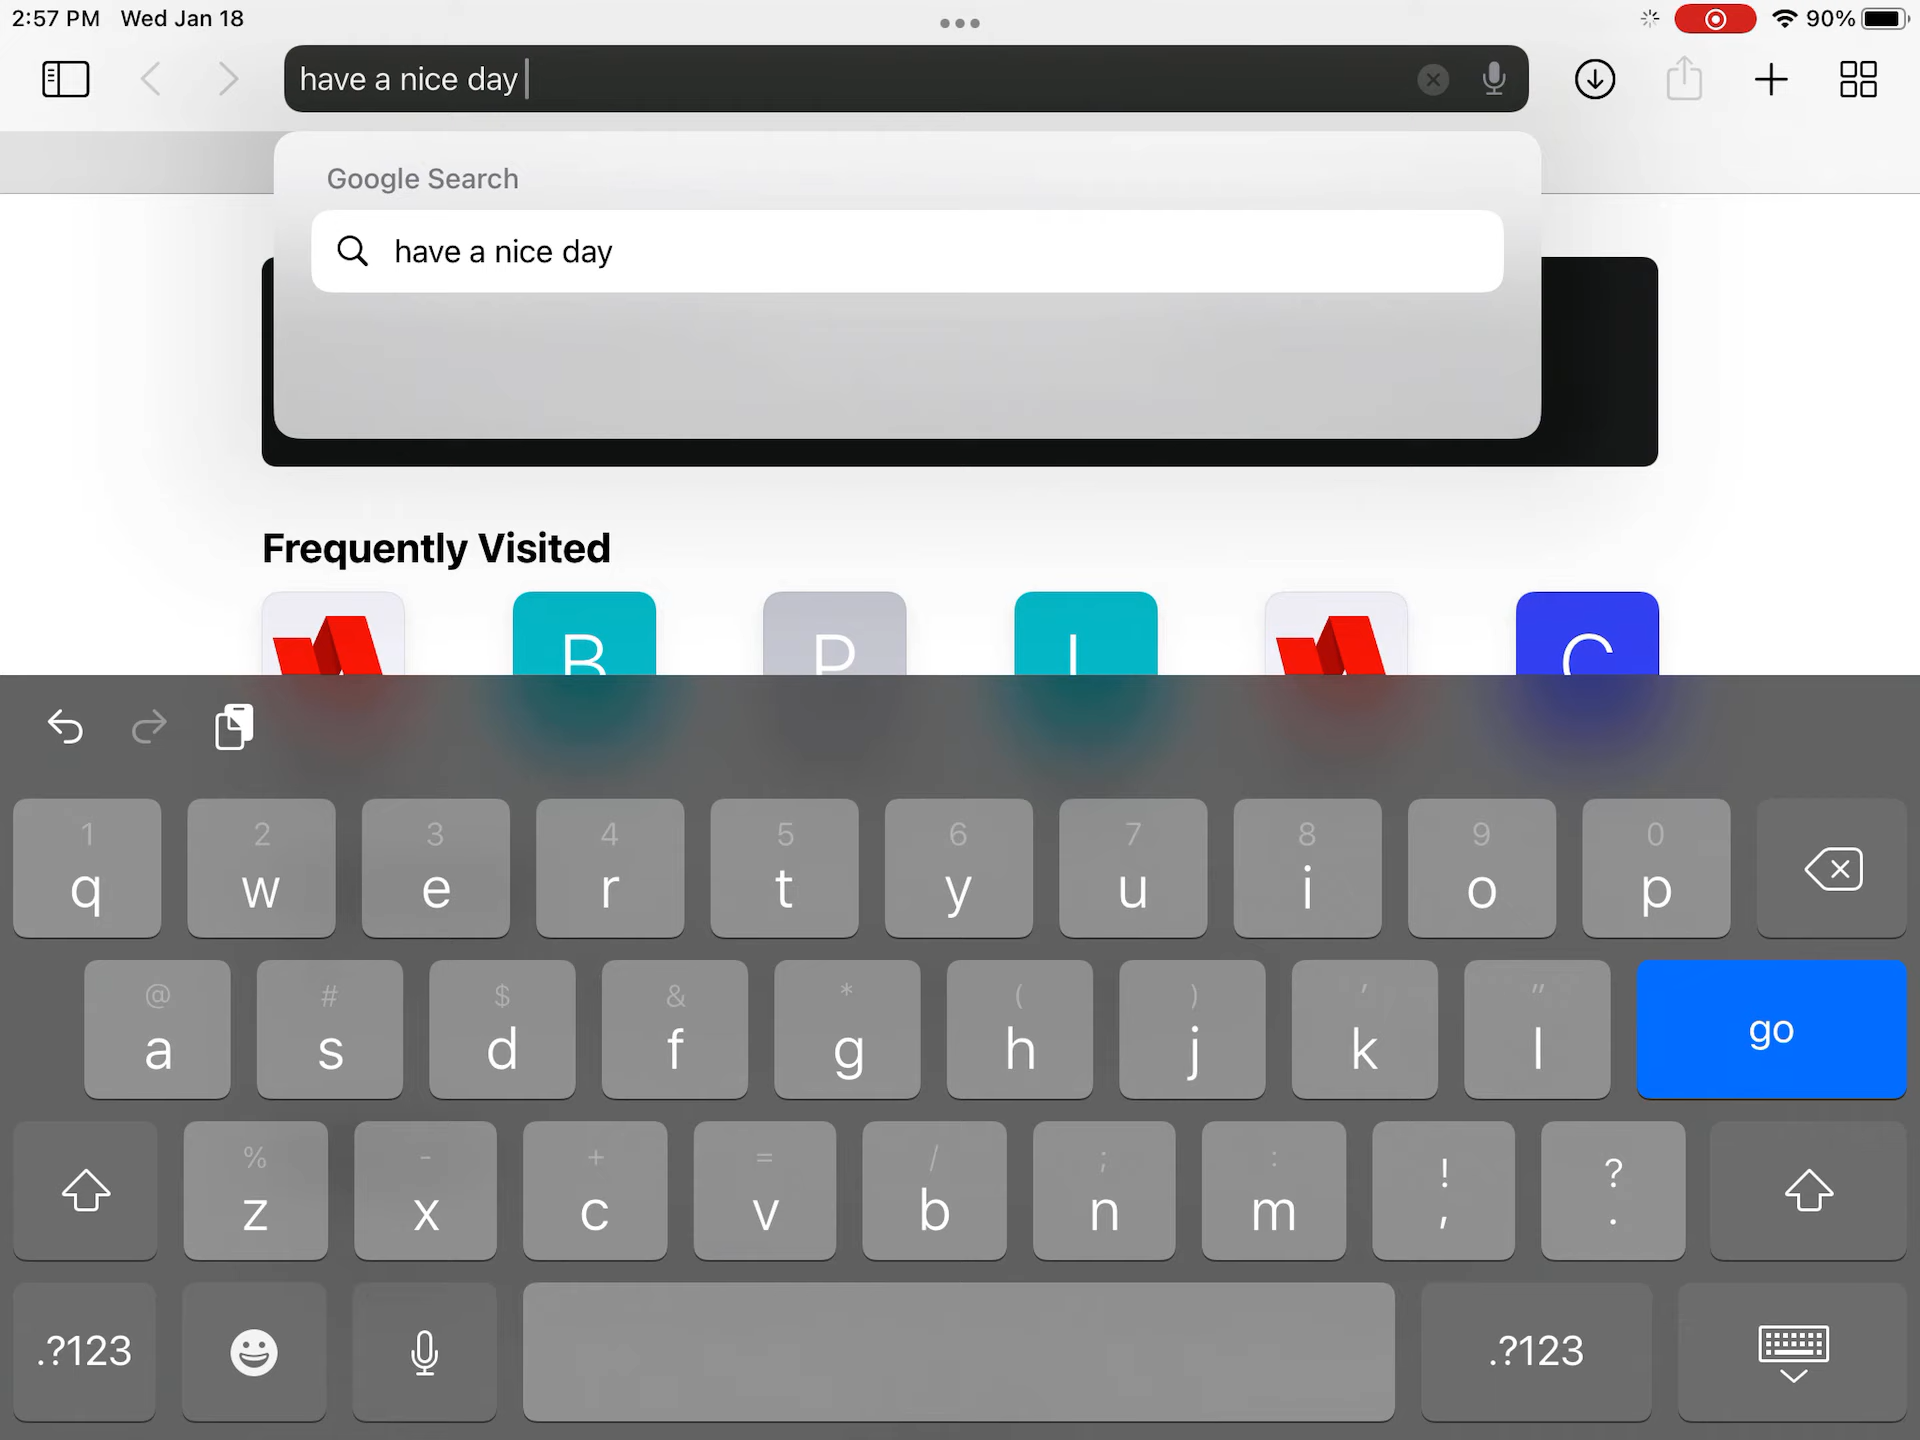 2:57 PM Wed Jan 18
90%
have a nice day
Google Search
have a nice day
Frequently Visited
B P L C
1 2 3 4 5 6 7 8 9 0
q w e r t y u i o p
@ # $ & * ( ) ' "
a s d f g h j k l go
% - + = / ; : ! ?
z x c v b n m , .
.?123 .?123